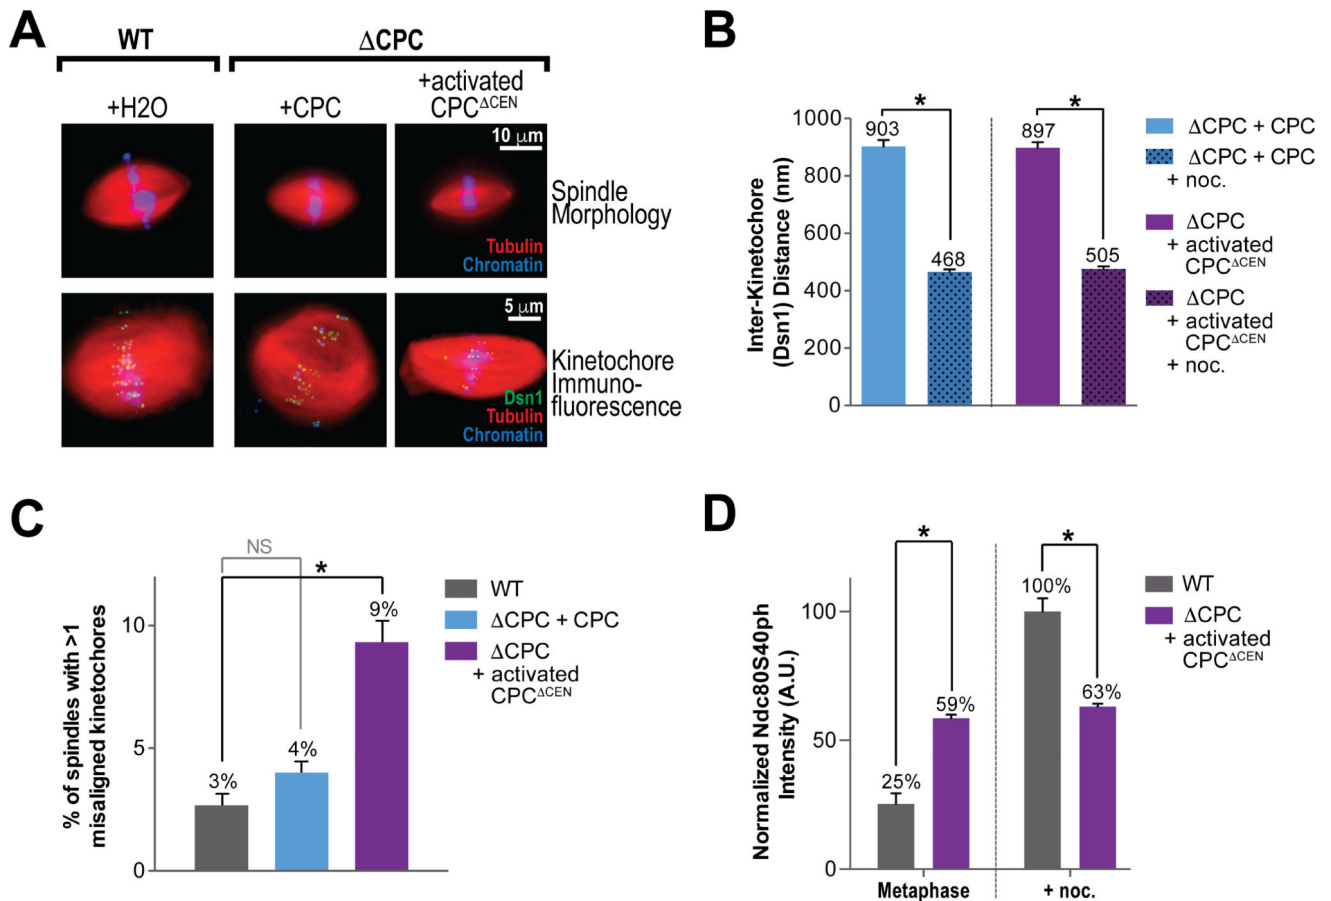 A
WT
ΔCPC
+H2O
+CPC
+activated
CPCΔCEN
10 μm
Tubulin
Chromatin
Spindle
Morphology
5 μm
Dsn1
Tubulin
Chromatin
Kinetochore
Immuno-
fluorescence
B
Inter-Kinetochore
(Dsn1) Distance (nm)
1000
800
600
400
200
0
903
*
468
897
*
505
ΔCPC + CPC
ΔCPC + CPC
+ noc.
ΔCPC
+ activated
CPCΔCEN
ΔCPC
+ activated
CPCΔCEN
+ noc.
C
% of spindles with >1
misaligned kinetochores
10
5
0
NS
*
3%
4%
9%
WT
ΔCPC + CPC
ΔCPC
+ activated
CPCΔCEN
D
Normalized Ndc80S40ph
Intensity (A.U.)
100
50
0
*
25%
59%
*
100%
63%
Metaphase
+ noc.
WT
ΔCPC
+ activated
CPCΔCEN